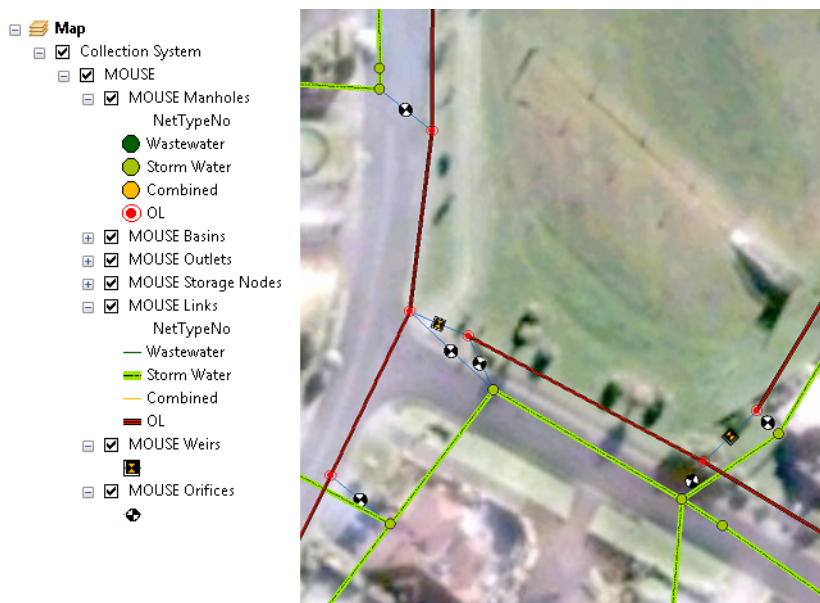 Map
Collection System
MOUSE
MOUSE Manholes
NetTypeNo
Wastewater
Storm Water
Combined
OL
MOUSE Basins
MOUSE Outlets
MOUSE Storage Nodes
MOUSE Links
NetTypeNo
Wastewater
Storm Water
Combined
OL
MOUSE Weirs
MOUSE Orifices